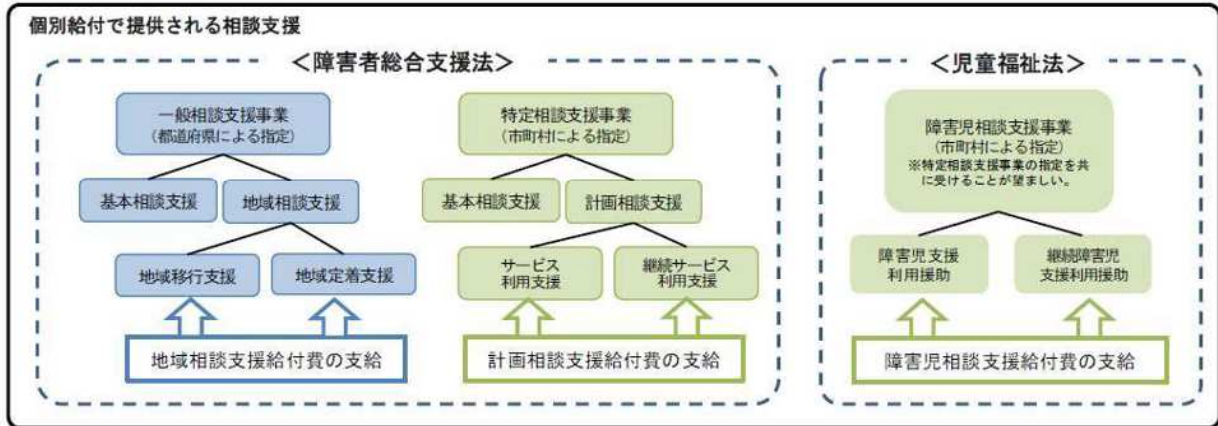 個別給付で提供される相談支援
＜障害者総合支援法＞
一般相談支援事業
（都道府県による指定）
基本相談支援
地域相談支援
地域移行支援
地域定着支援
地域相談支援給付費の支給
特定相談支援事業
（市町村による指定）
基本相談支援
計画相談支援
サービス
利用支援
継続サービス
利用支援
計画相談支援給付費の支給
＜児童福祉法＞
障害児相談支援事業
（市町村による指定）
※特定相談支援事業の指定を共
に受けることが望ましい。
障害児支援
利用援助
継続障害児
支援利用援助
障害児相談支援給付費の支給